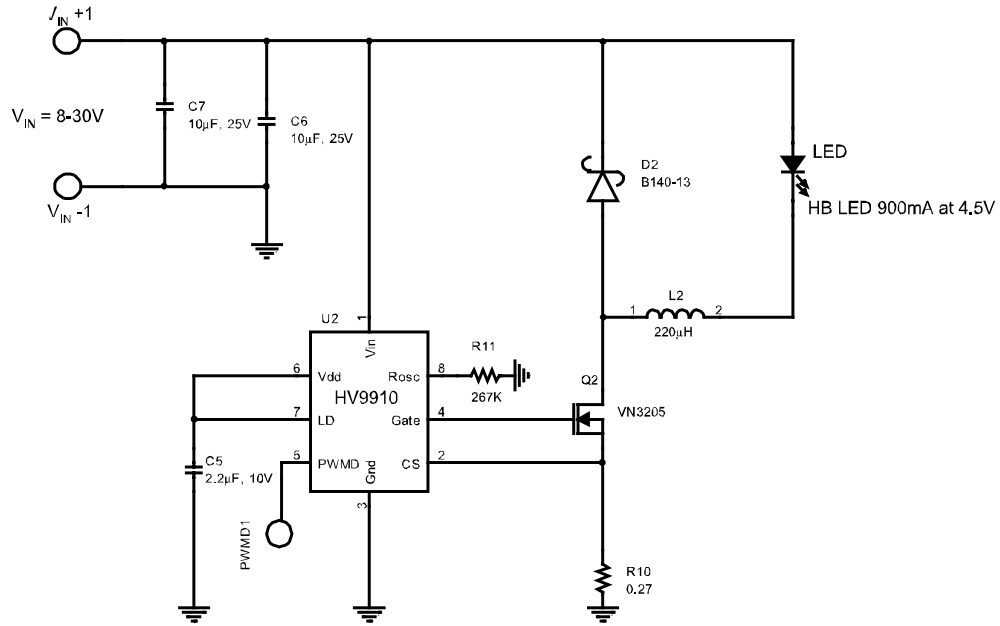 V_IN +1
V_IN = 8-30V
V_IN -1
C7
10µF, 25V
C6
10µF, 25V
D2
B140-13
LED
HB LED 900mA at 4.5V
1
L2
2
220µH
U2
1
Vin
6
Vdd
Rosc
8
R11
267K
HV9910
7
LD
Gate
4
Q2
VN3205
5
PWMD
CS
2
Gnd
3
C5
2.2µF, 10V
PWMD1
R10
0.27